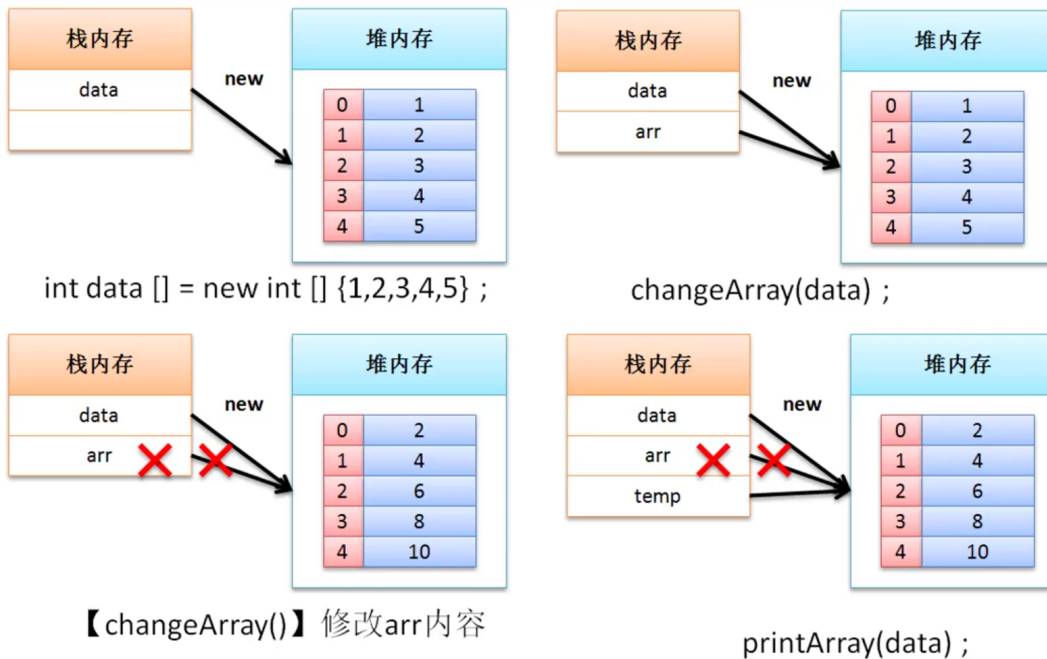 栈内存
data
new
堆内存
0 1
1 2
2 3
3 4
4 5
int data [] = new int [] {1,2,3,4,5} ;
栈内存
data
arr
new
堆内存
0 1
1 2
2 3
3 4
4 5
changeArray(data) ;
栈内存
data
arr
new
堆内存
0 2
1 4
2 6
3 8
4 10
【changeArray()】修改arr内容
栈内存
data
arr
temp
new
堆内存
0 2
1 4
2 6
3 8
4 10
printArray(data) ;